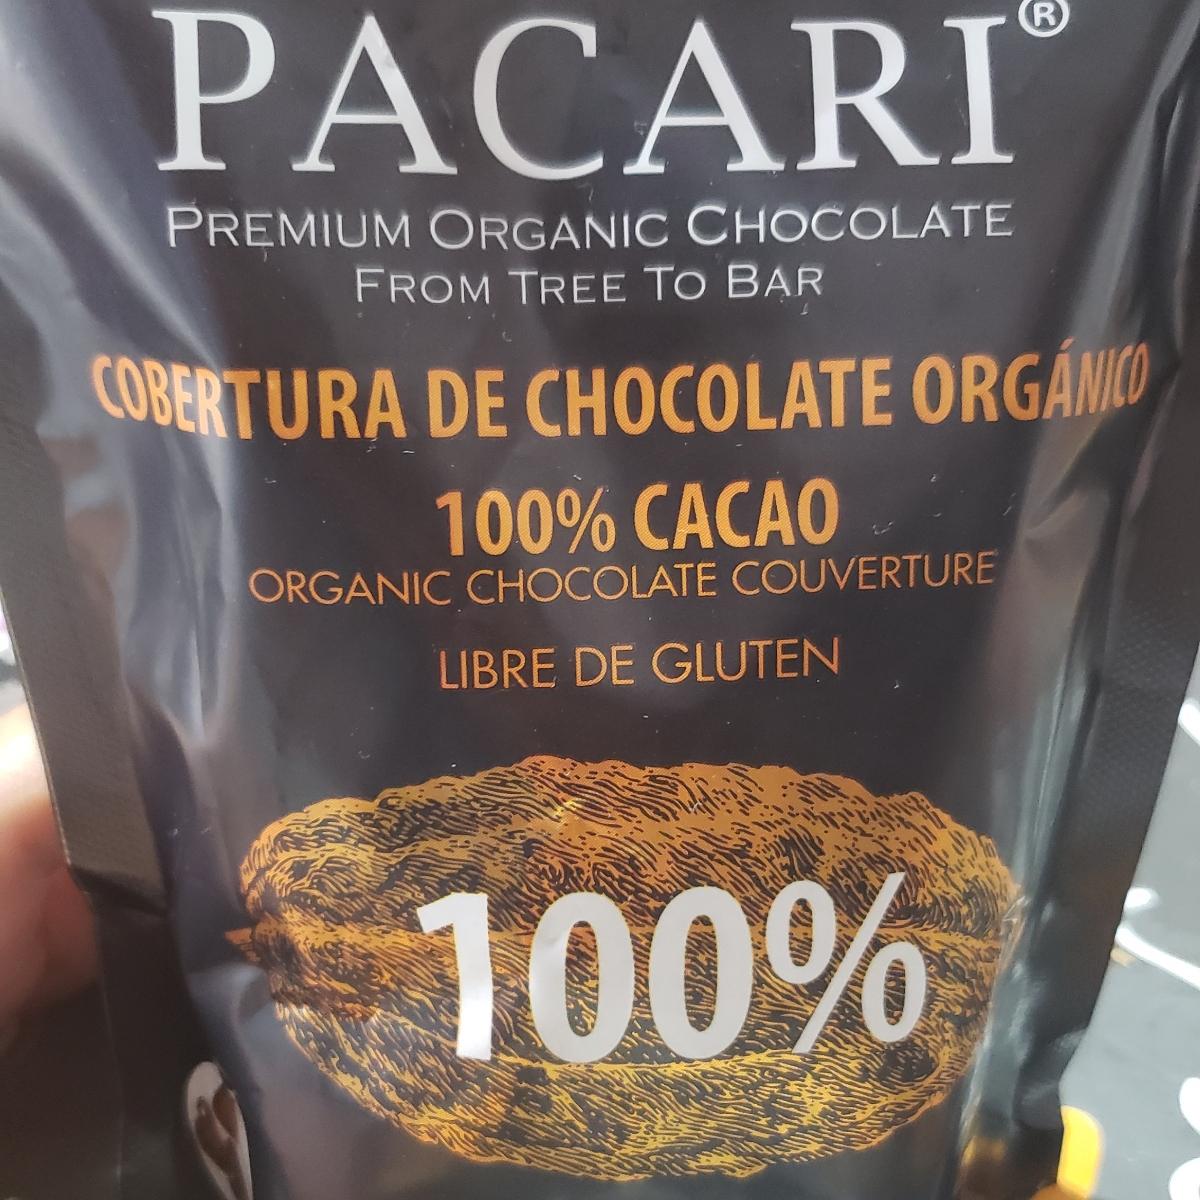 PACARI®
PREMIUM ORGANIC CHOCOLATE
FROM TREE TO BAR
COBERTURA DE CHOCOLATE ORGÁNICO
100% CACAO
ORGANIC CHOCOLATE COUVERTURE
LIBRE DE GLUTEN
100%